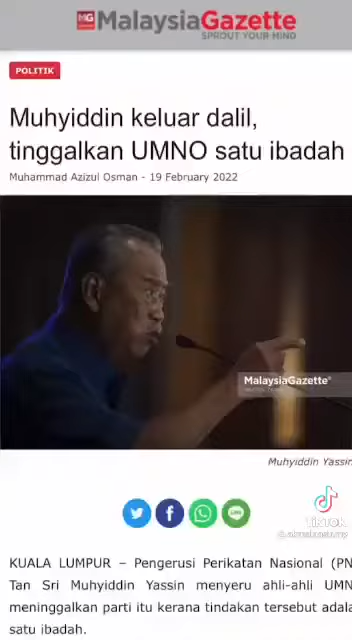 MG MalaysiaGazette
SPROUT YOUR MIND
POLITIK
Muhyiddin keluar dalil,
tinggalkan UMNO satu ibadah
Muhammad Azizul Osman - 19 February 2022
MalaysiaGazette
Muhyiddin Yassin
TikTok
KUALA LUMPUR – Pengerusi Perikatan Nasional (PN
Tan Sri Muhyiddin Yassin menyeru ahli-ahli UMN
meninggalkan parti itu kerana tindakan tersebut adala
satu ibadah.